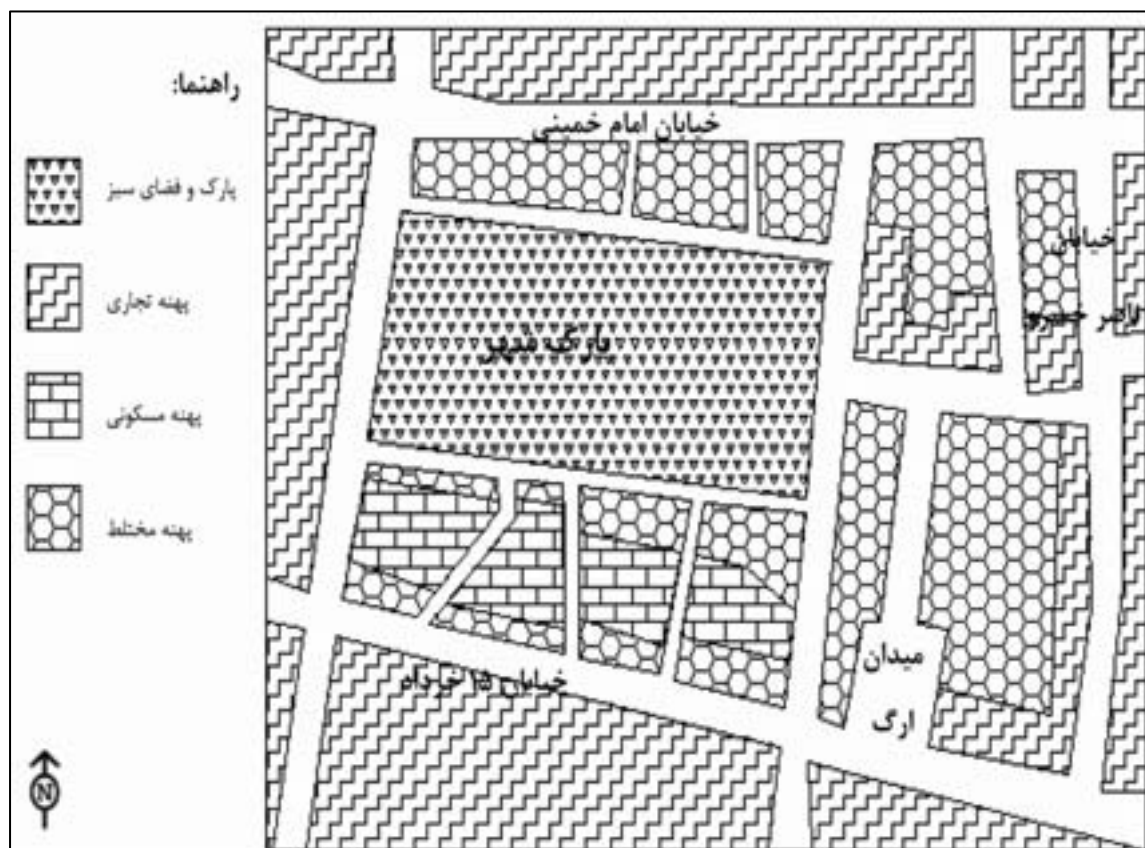 راهنما:
پارک و فضای سبز
پهنه تجاری
پهنه مسکونی
پهنه مختلط
خیابان امام خمینی
خیابان
ناصر خسرو
پارک شهر
خیابان ۱۵ خرداد
میدان
ارگ
N